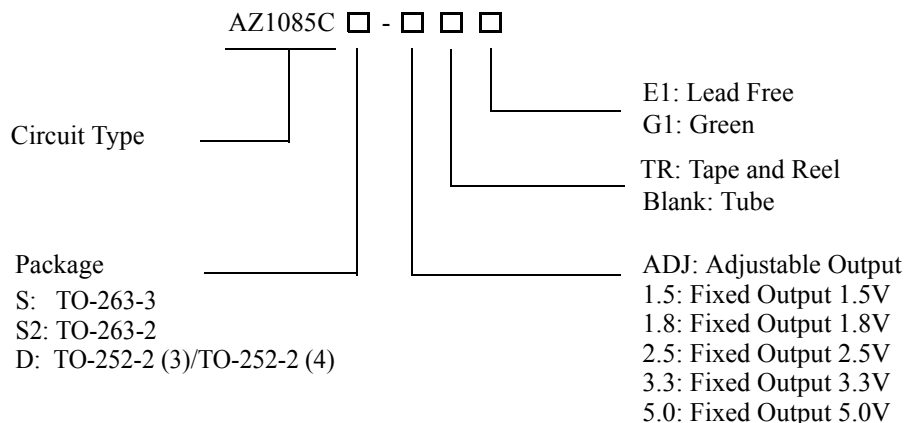 AZ1085C □ - □ □ □
E1: Lead Free
G1: Green
Circuit Type
TR: Tape and Reel
Blank: Tube
Package
S: TO-263-3
S2: TO-263-2
D: TO-252-2 (3)/TO-252-2 (4)
ADJ: Adjustable Output
1.5: Fixed Output 1.5V
1.8: Fixed Output 1.8V
2.5: Fixed Output 2.5V
3.3: Fixed Output 3.3V
5.0: Fixed Output 5.0V